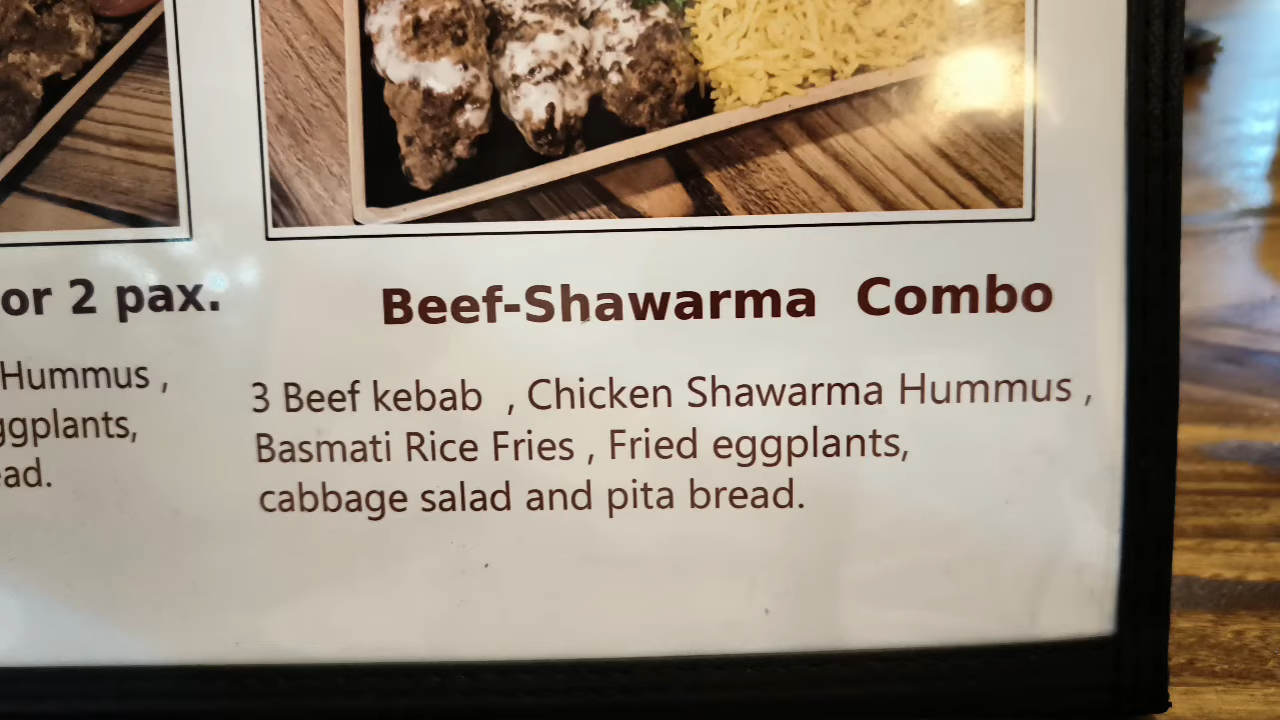 or 2 pax.
Hummus ,
ggplants,
ead.
Beef-Shawarma Combo
3 Beef kebab , Chicken Shawarma Hummus ,
Basmati Rice Fries , Fried eggplants,
cabbage salad and pita bread.